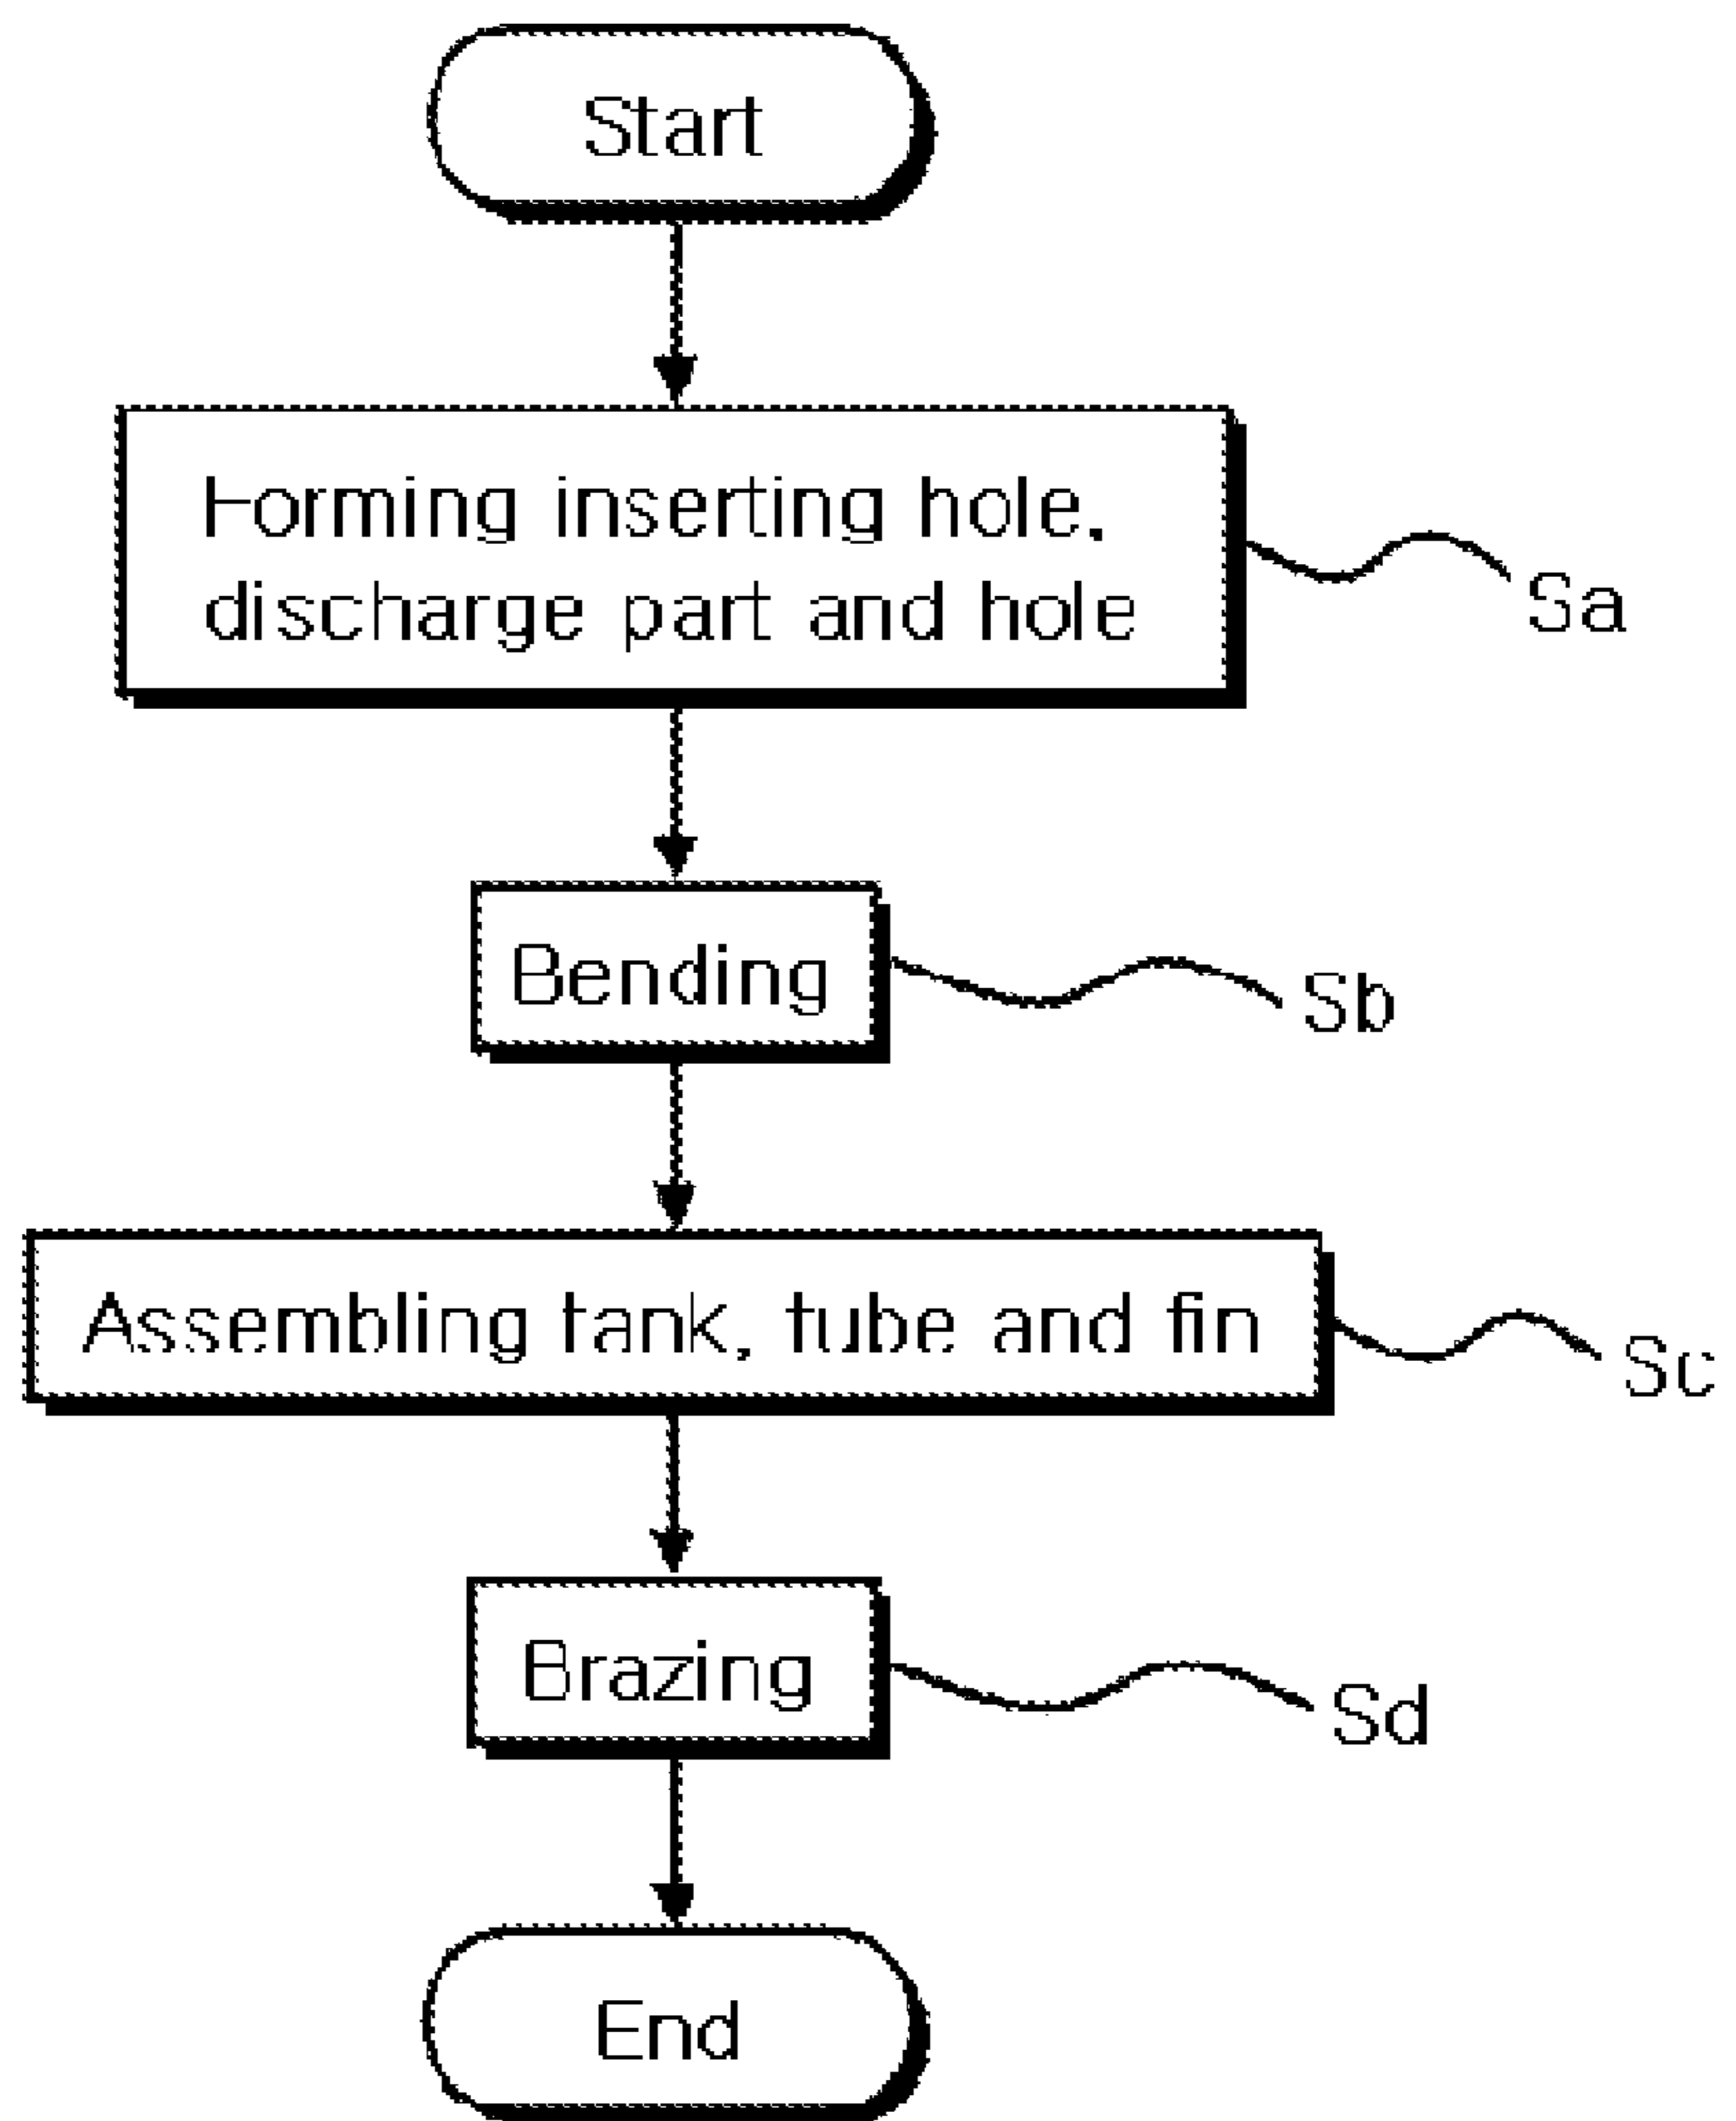 Start
Forming inserting hole,
discharge part and hole
Sa
Bending
Sb
Assembling tank, tube and fin
Sc
Brazing
Sd
End